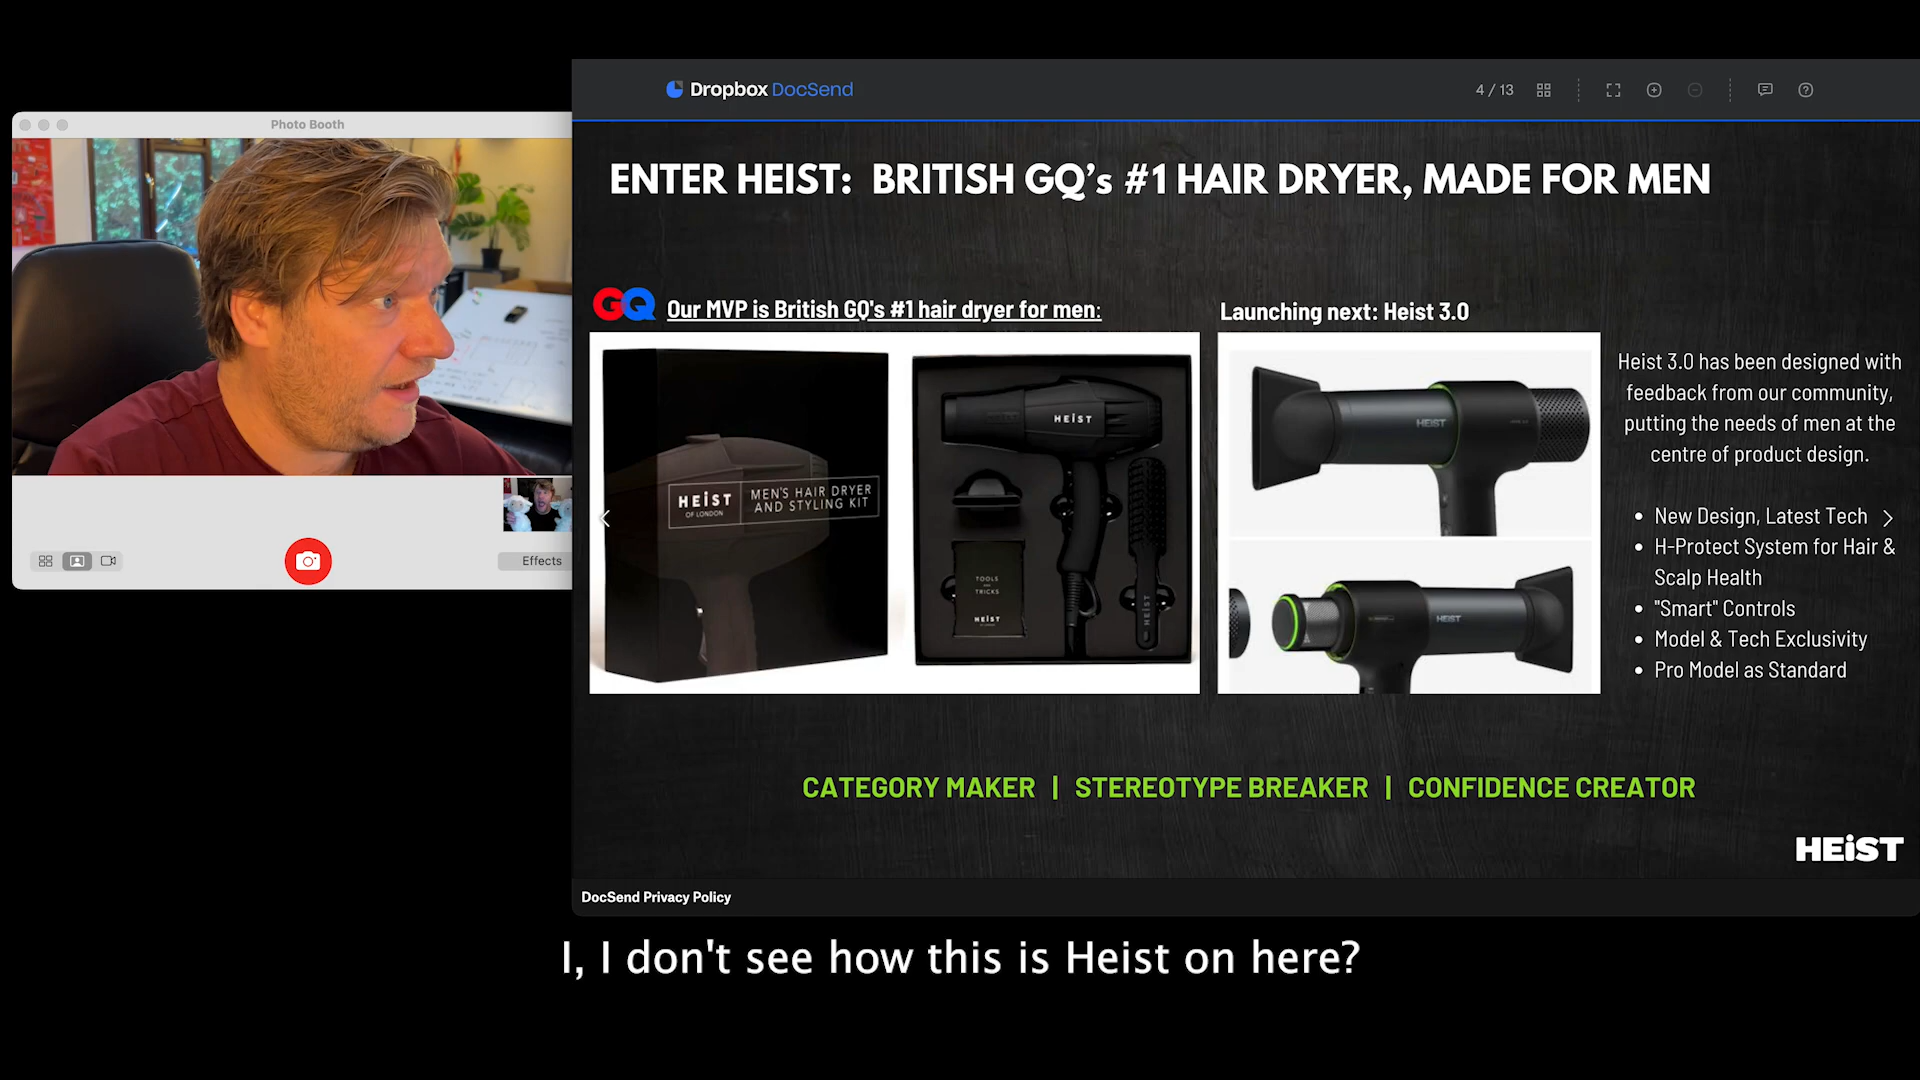 Dropbox DocSend
4 / 13
Photo Booth
ENTER HEIST: BRITISH GQ's #1 HAIR DRYER, MADE FOR MEN
GQ
Our MVP is British GQ's #1 hair dryer for men:
Launching next: Heist 3.0
Heist 3.0 has been designed with
feedback from our community,
putting the needs of men at the
centre of product design.
HEiST
OF LONDON
MEN'S HAIR DRYER
AND STYLING KIT
HEiST
TOOLS
AND
TRICKS
HEiST
HEiST
HEIST
HEIST
• New Design, Latest Tech
• H-Protect System for Hair &
Scalp Health
• "Smart" Controls
• Model & Tech Exclusivity
• Pro Model as Standard
Effects
CATEGORY MAKER | STEREOTYPE BREAKER | CONFIDENCE CREATOR
HEiST
DocSend Privacy Policy
I, I don't see how this is Heist on here?